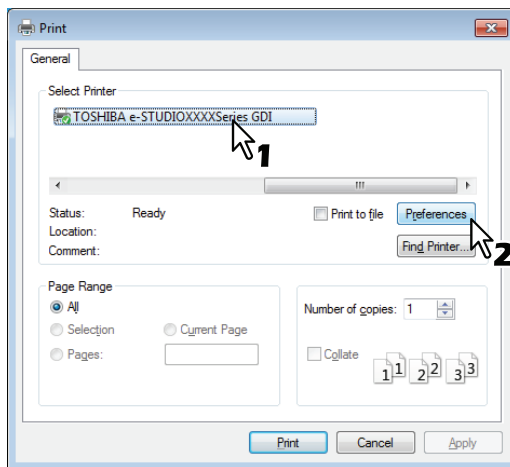 Print
General
Select Printer
TOSHIBA e-STUDIOXXXXSeries GDI
1
Status: Ready
Print to file
Preferences
Location:
Comment:
Find Printer...
2
Page Range
All
Selection
Current Page
Pages:
Number of copies: 1
Collate
1 1 2 2 3 3
Print
Cancel
Apply